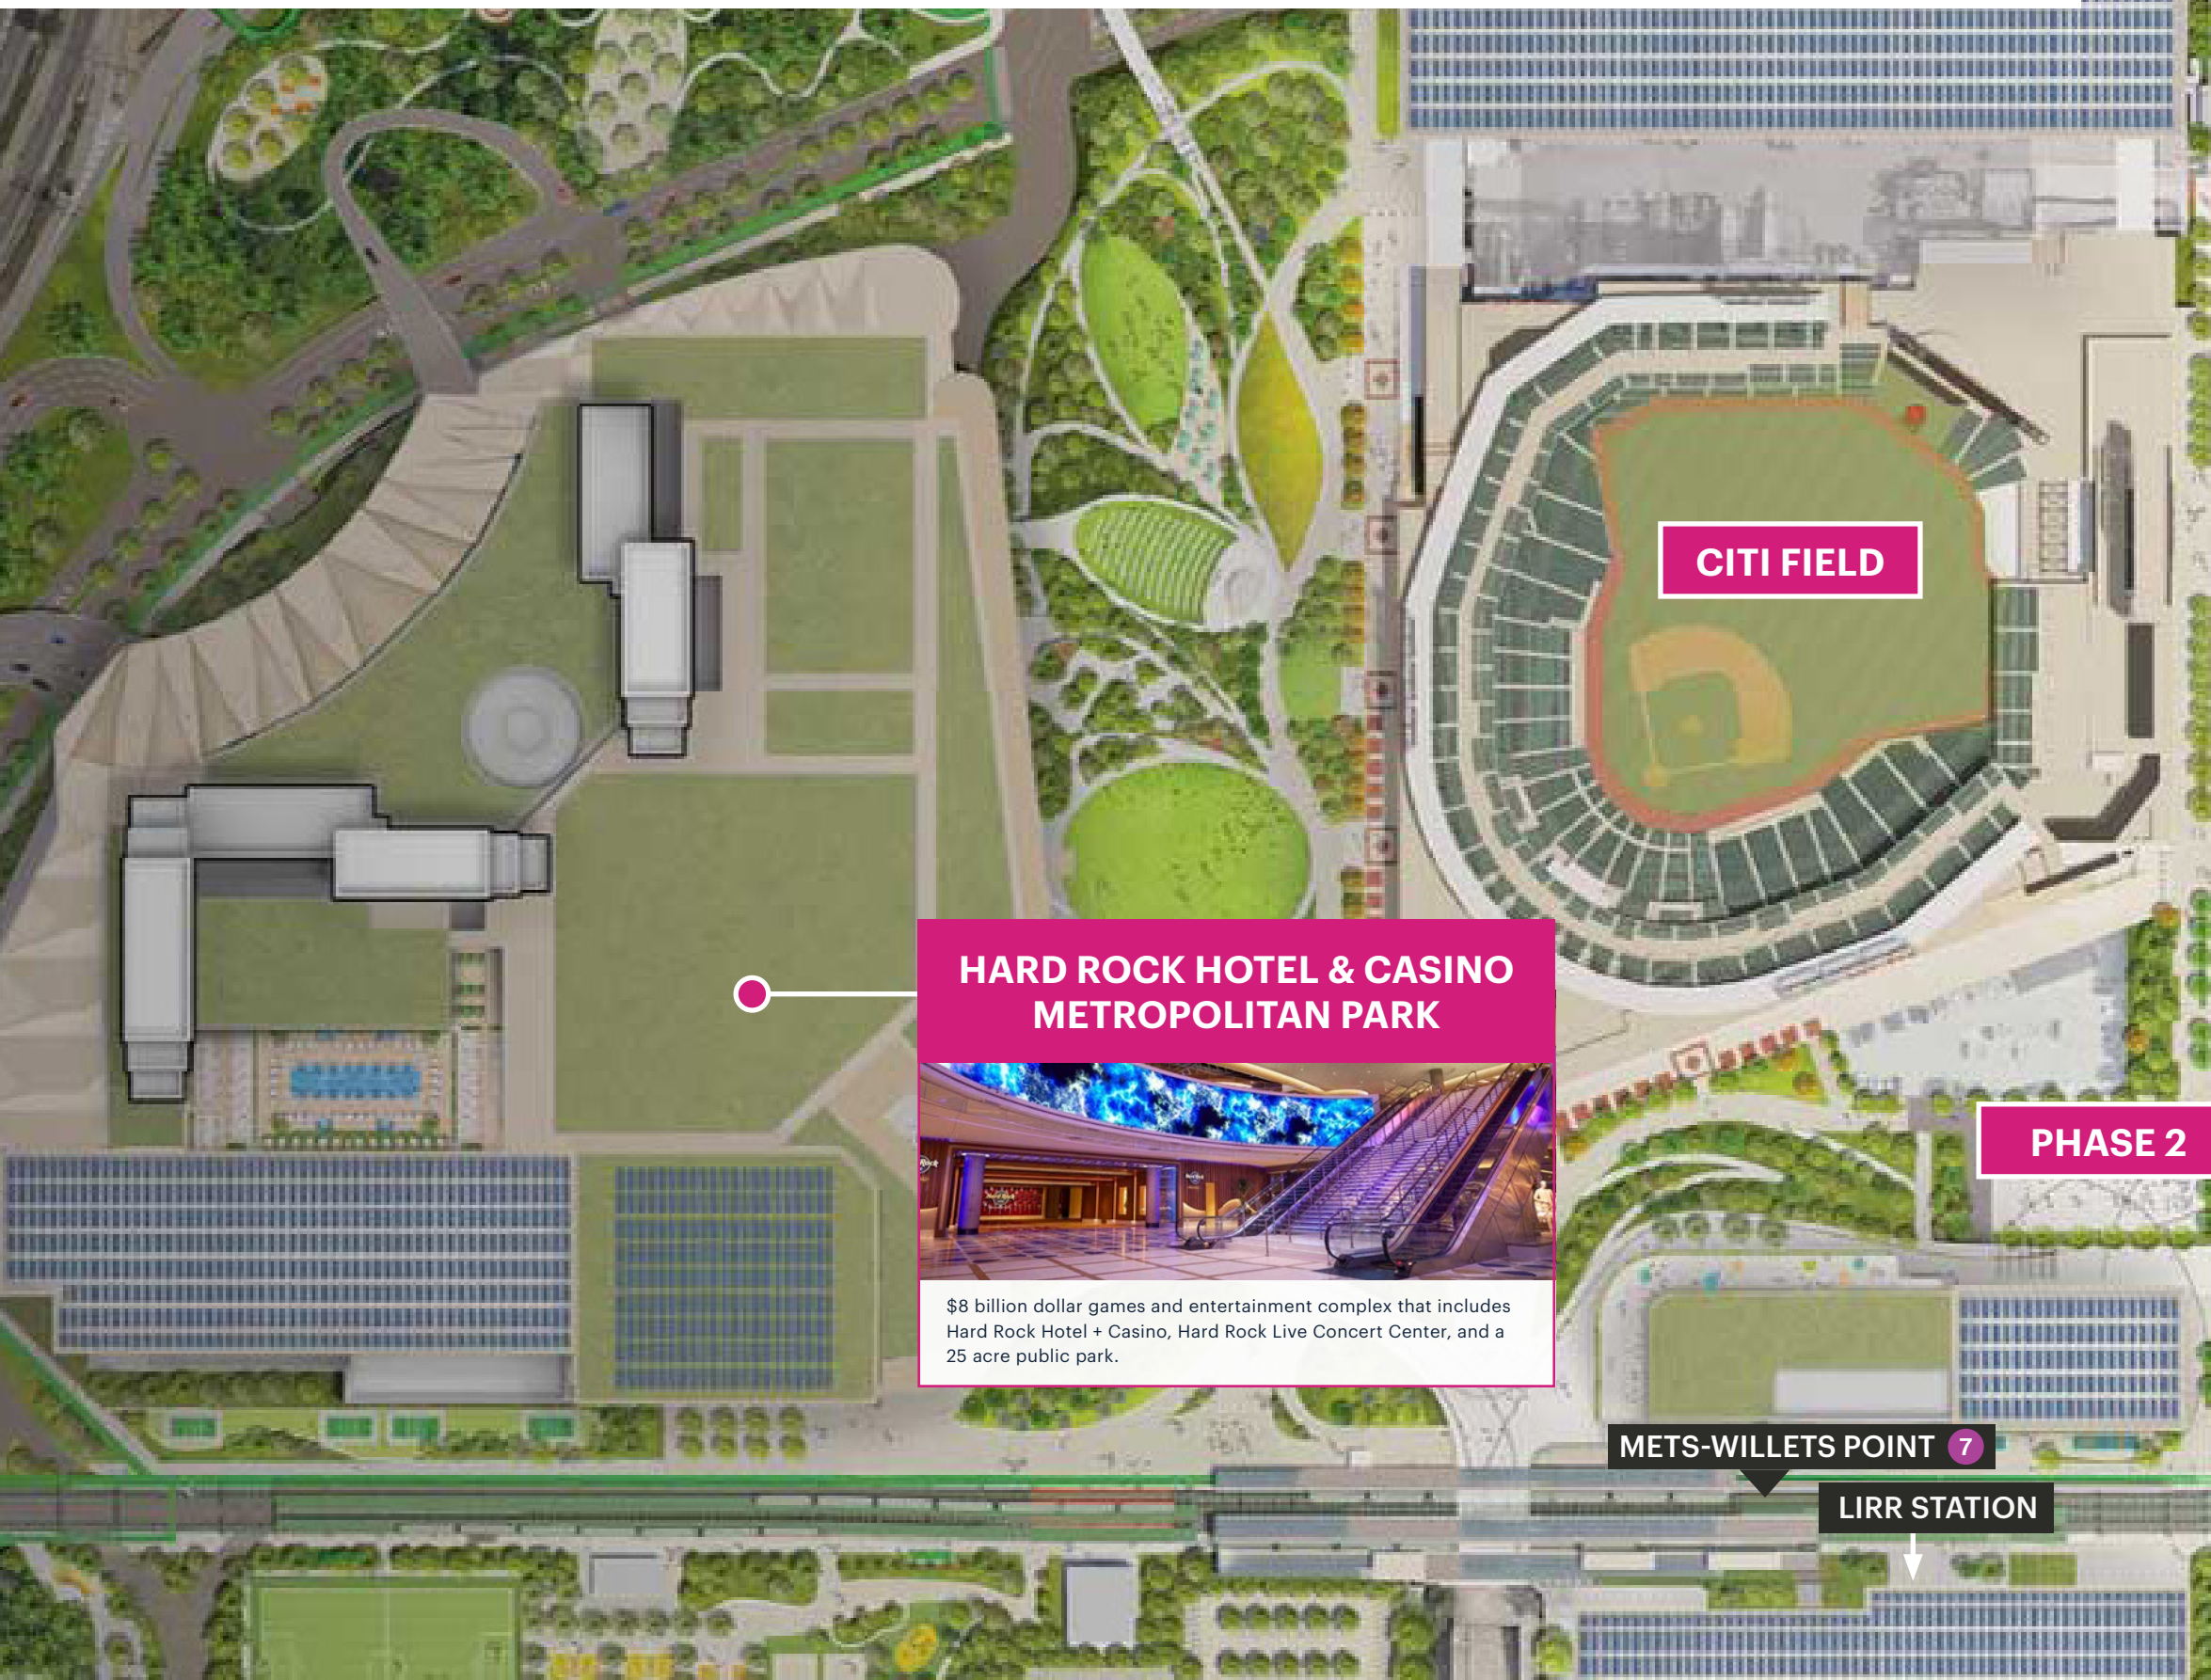 CITI FIELD
HARD ROCK HOTEL & CASINO
METROPOLITAN PARK
$8 billion dollar games and entertainment complex that includes
Hard Rock Hotel + Casino, Hard Rock Live Concert Center, and a
25 acre public park.
PHASE 2
METS-WILLETS POINT 7
LIRR STATION